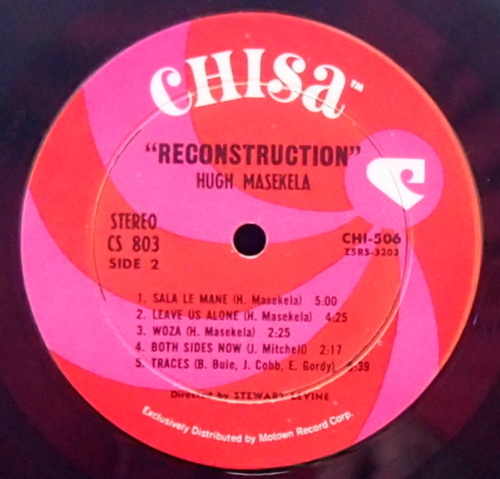 CHISA™
"RECONSTRUCTION"
HUGH MASEKELA
STEREO
CS 803
SIDE 2
CHI-506
ZSRS-3203
1. SALA LE MANE (H. Masekela) 5:00
2. LEAVE US ALONE (H. Masekela) 4:25
3. WOZA (H. Masekela) 2:25
4. BOTH SIDES NOW (J. Mitchell) 2:17
5. TRACES (B. Buie, J. Cobb, E. Gordy) :39
Directed by STEWART LEVINE
Exclusively Distributed by Motown Record Corp.